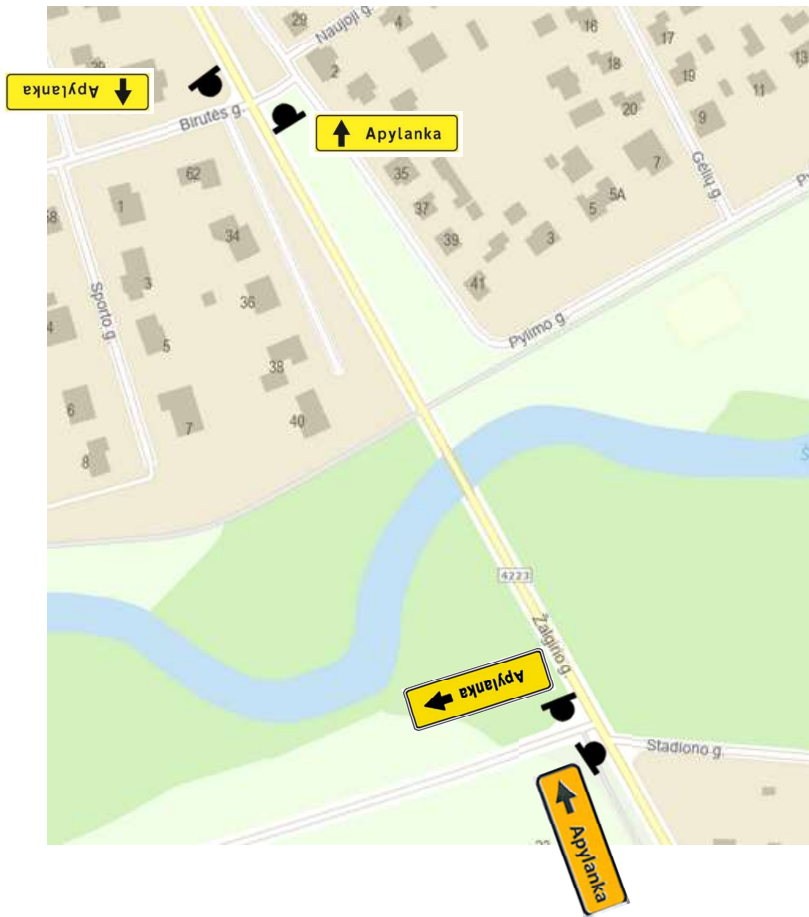 29
Naujoji g.
4
16
17
13
29
2
18
19
11
Apylanka
Birutės g.
20
9
Apylanka
7
Gėlių g.
62
35
5A
1
37
5
58
34
39
3
3
36
41
Sporto g.
Pylimo g.
4
5
38
6
7
40
8
4223
Žalgirio g.
Apylanka
Stadiono g.
Apylanka